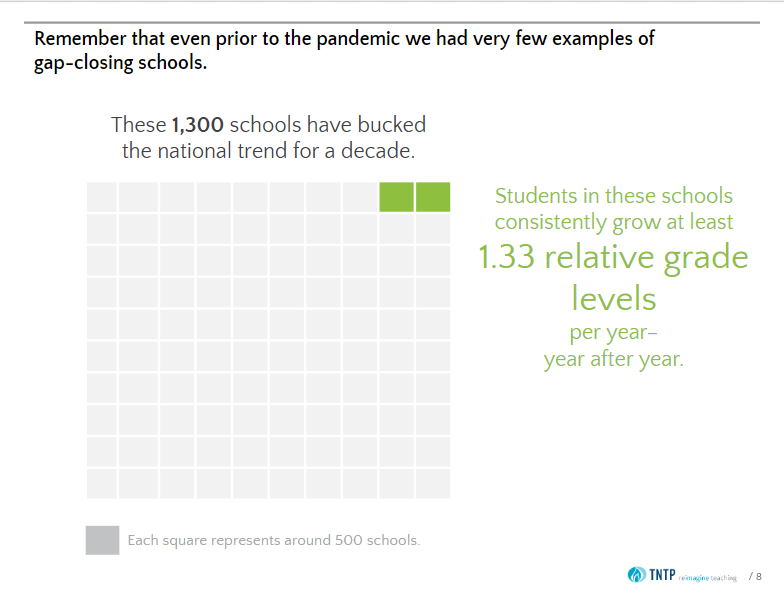 Remember that even prior to the pandemic we had very few examples of
gap-closing schools.
These 1,300 schools have bucked
the national trend for a decade.
Students in these schools
consistently grow at least
1.33 relative grade
levels
per year–
year after year.
Each square represents around 500 schools.
TNTP reimagine teaching / 8